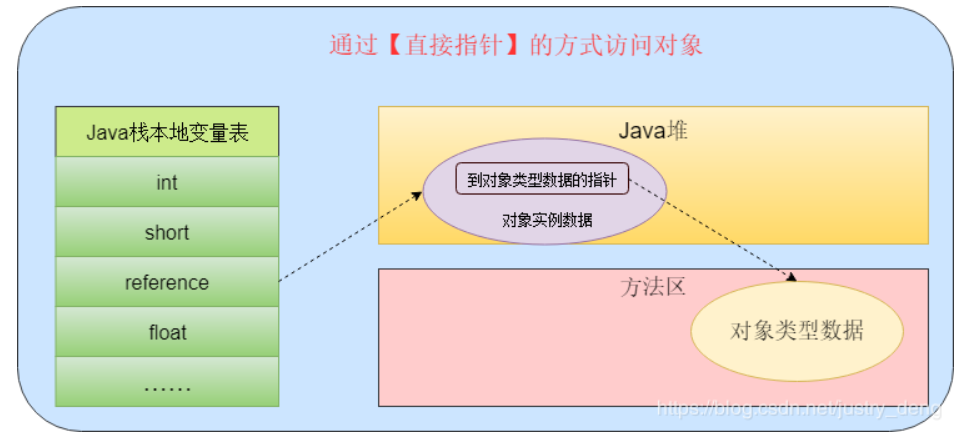 通过【直接指针】的方式访问对象
Java栈本地变量表
int
short
reference
float
……
Java堆
到对象类型数据的指针
对象实例数据
方法区
对象类型数据
https://blog.csdn.net/justry_deng